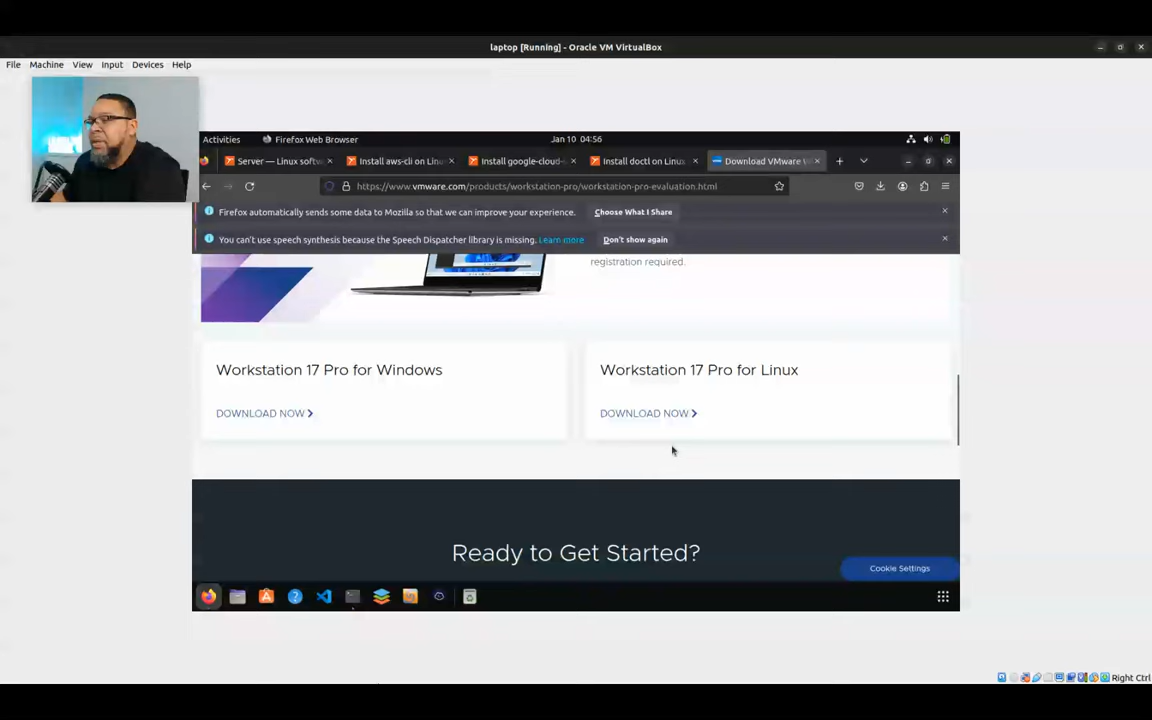 laptop [Running] - Oracle VM VirtualBox
File Machine View Input Devices Help
Activities Firefox Web Browser Jan 10 04:56
Server — Linux softw
Install aws-cli on Linu
Install google-cloud-
Install doctl on Linux
Download VMware W
https://www.vmware.com/products/workstation-pro/workstation-pro-evaluation.html
Firefox automatically sends some data to Mozilla so that we can improve your experience. Choose What I Share
You can't use speech synthesis because the Speech Dispatcher library is missing. Learn more Don't show again
registration required.
Workstation 17 Pro for Windows
DOWNLOAD NOW
Workstation 17 Pro for Linux
DOWNLOAD NOW
Ready to Get Started?
Cookie Settings
Right Ctrl